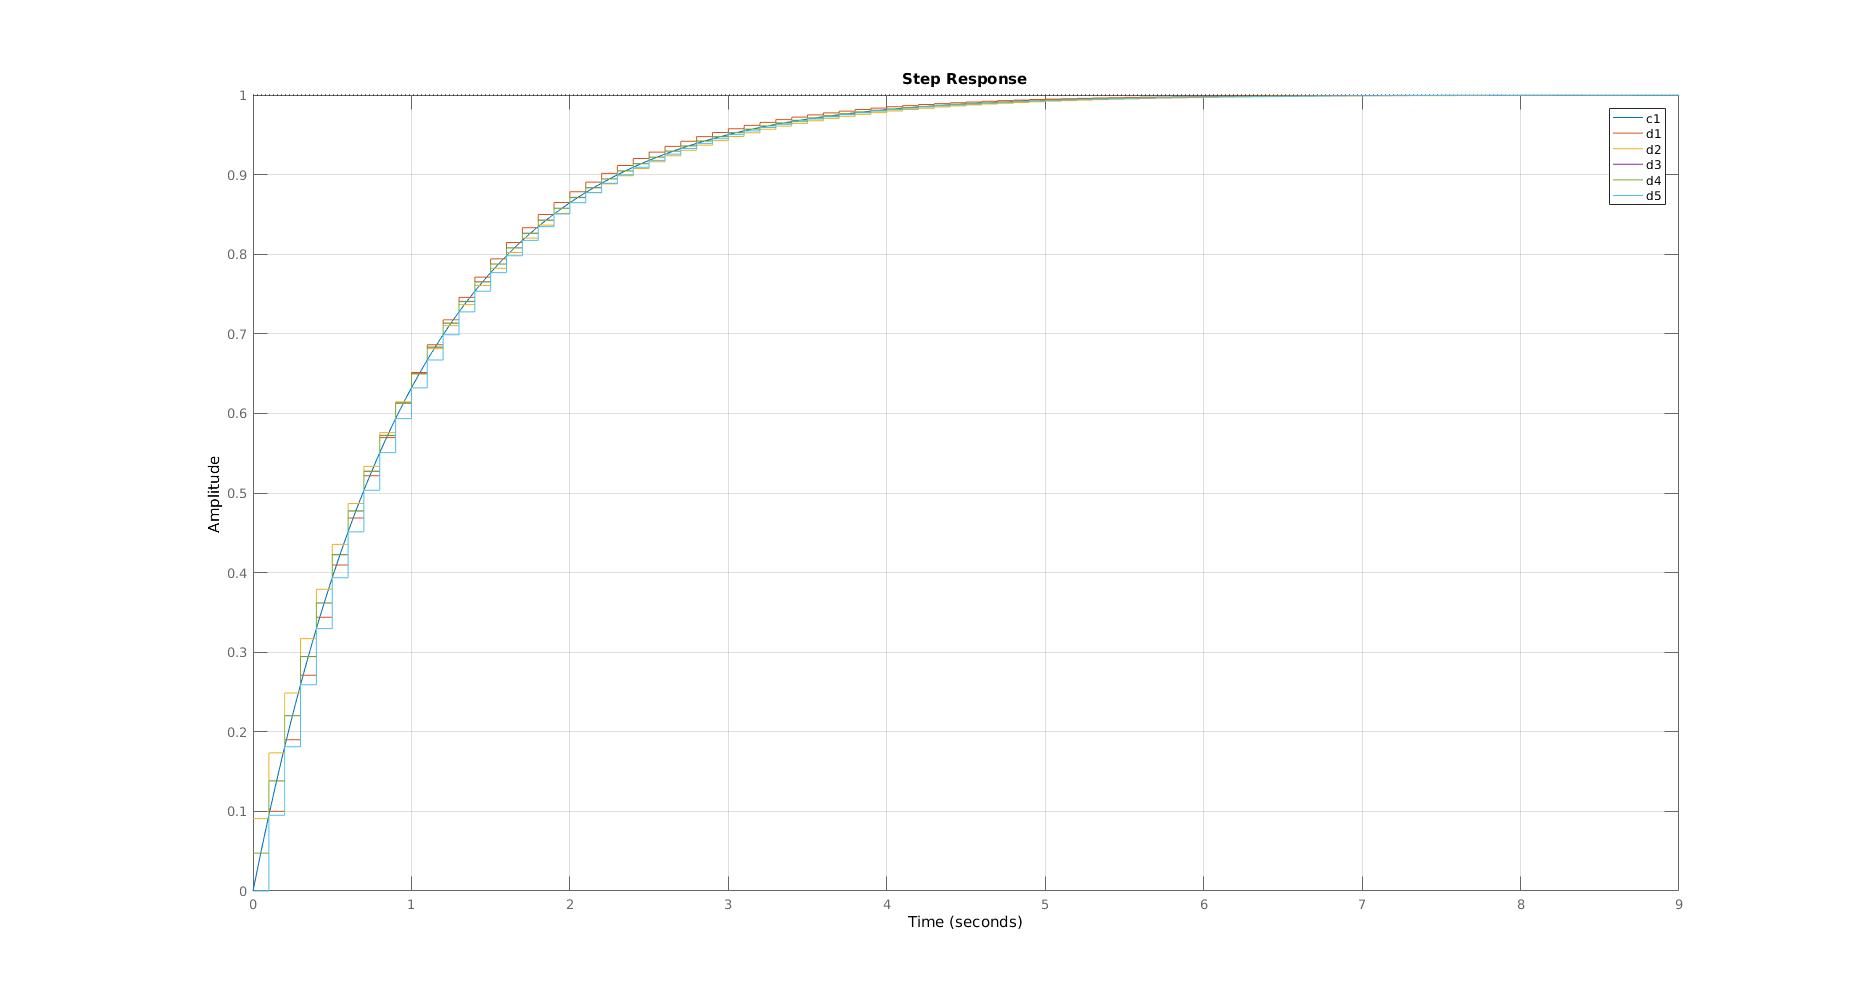 Step Response
1
0.9
0.8
0.7
0.6
0.5
0.4
0.3
0.2
0.1
0
Amplitude
c1
d1
d2
d3
d4
d5
0 1 2 3 4 5 6 7 8 9
Time (seconds)